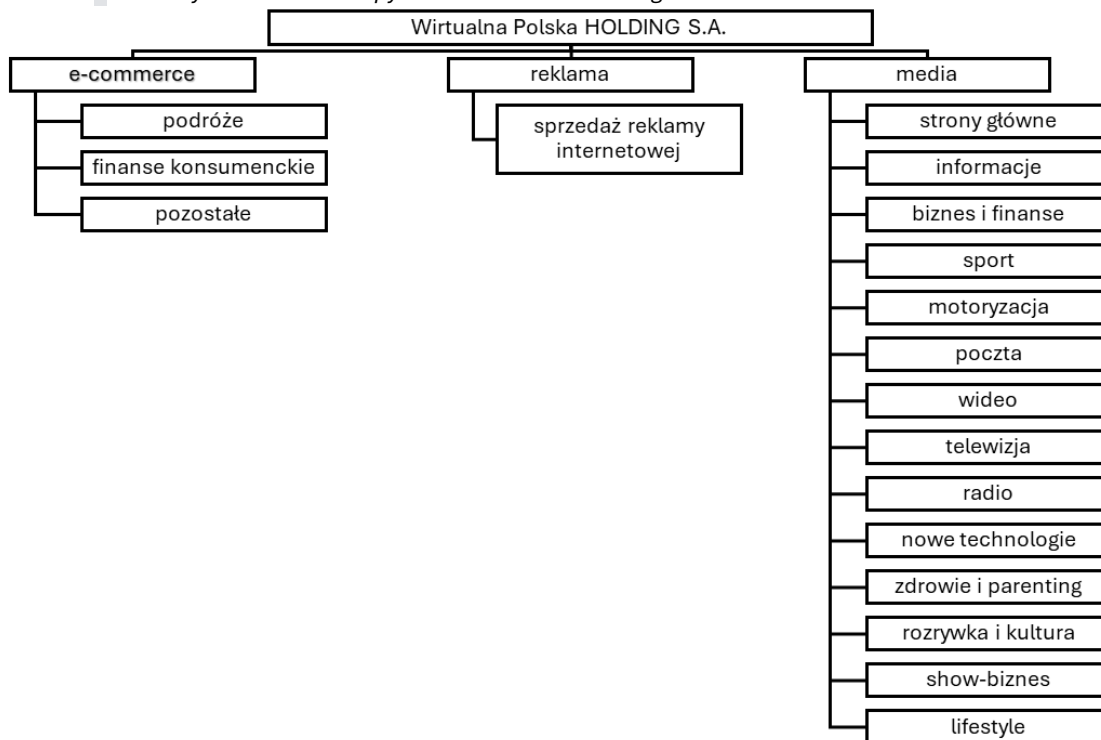 Wirtualna Polska HOLDING S.A.
e-commerce
podróże
finanse konsumenckie
pozostałe
reklama
sprzedaż reklamy
internetowej
media
strony główne
informacje
biznes i finanse
sport
motoryzacja
poczta
wideo
telewizja
radio
nowe technologie
zdrowie i parenting
rozrywka i kultura
show-biznes
lifestyle